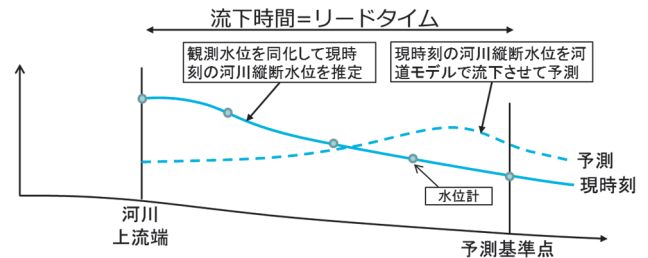 流下時間=リードタイム
観測水位を同化して現時
刻の河川縦断水位を推定
現時刻の河川縦断水位を河
道モデルで流下させて予測
予測
現時刻
水位計
河川
上流端
予測基準点